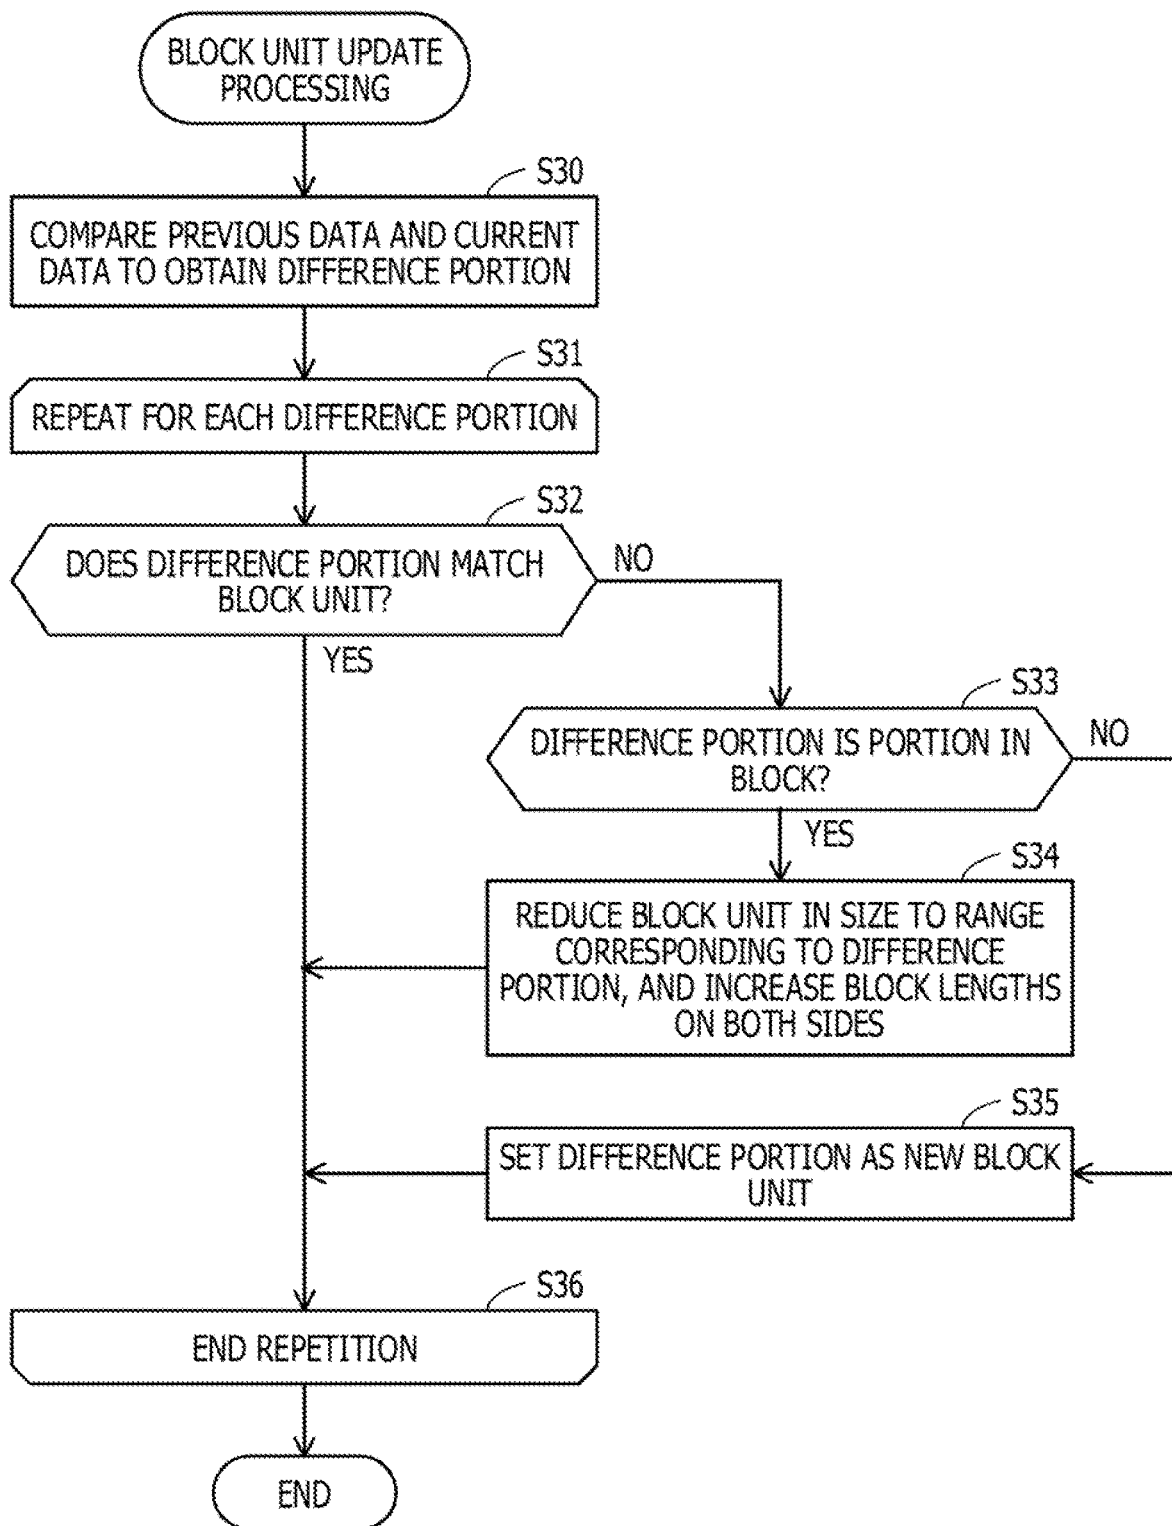 BLOCK UNIT UPDATE
PROCESSING
S30
COMPARE PREVIOUS DATA AND CURRENT
DATA TO OBTAIN DIFFERENCE PORTION
S31
REPEAT FOR EACH DIFFERENCE PORTION
S32
DOES DIFFERENCE PORTION MATCH
BLOCK UNIT?
NO
YES
S33
DIFFERENCE PORTION IS PORTION IN
BLOCK?
NO
YES
S34
REDUCE BLOCK UNIT IN SIZE TO RANGE
CORRESPONDING TO DIFFERENCE
PORTION, AND INCREASE BLOCK LENGTHS
ON BOTH SIDES
S35
SET DIFFERENCE PORTION AS NEW BLOCK
UNIT
S36
END REPETITION
END